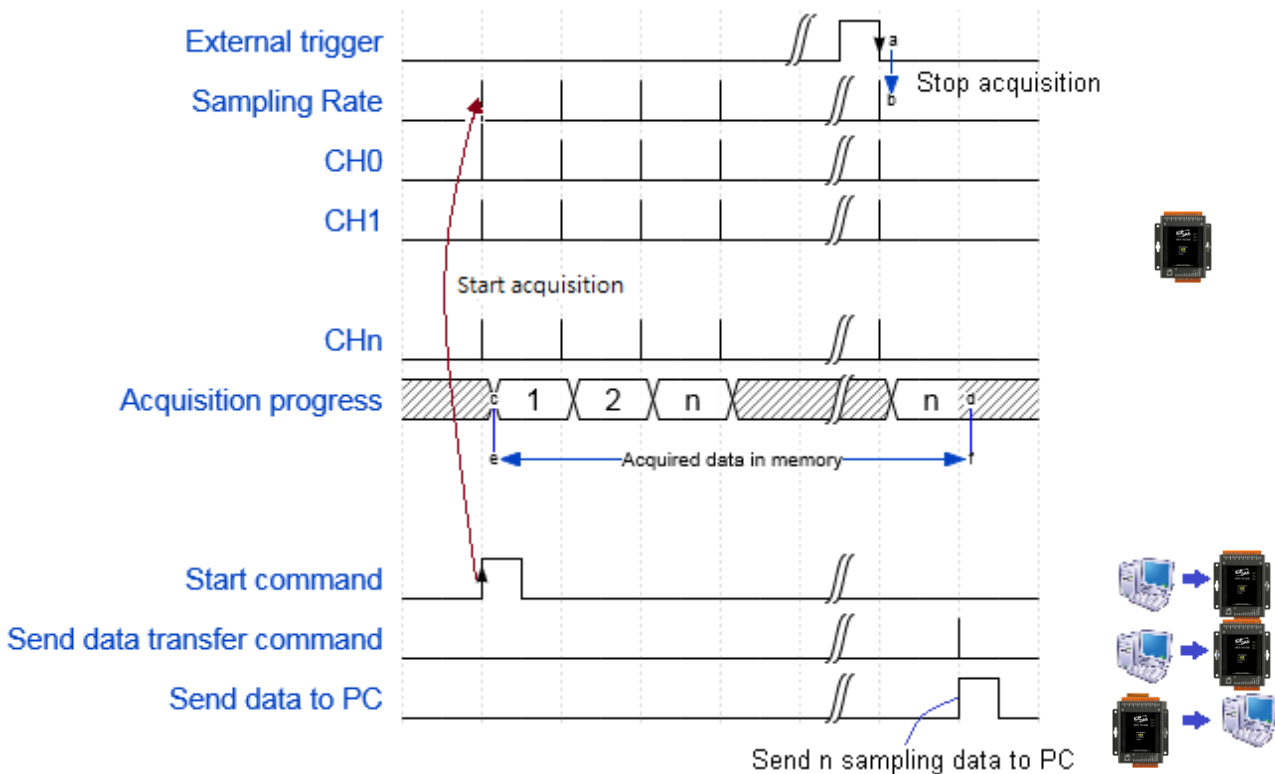 External trigger
a
Stop acquisition
Sampling Rate
b
CH0
CH1
Start acquisition
CHn
Acquisition progress
c
1
2
n
n
d
e
Acquired data in memory
f
Start command
Send data transfer command
Send data to PC
Send n sampling data to PC